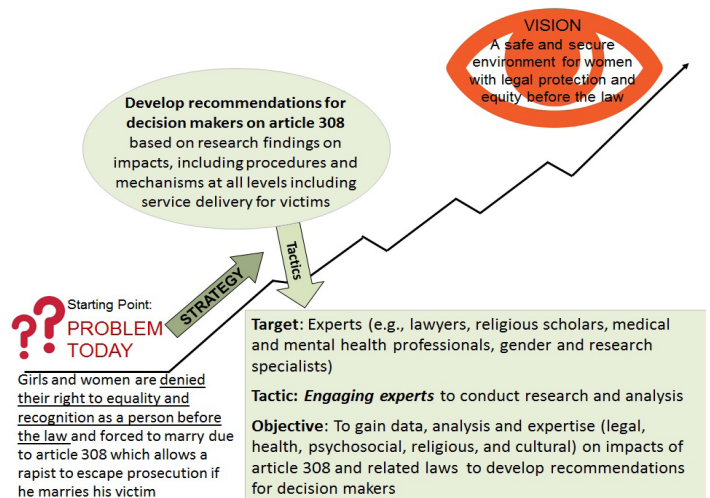 VISION
A safe and secure
environment for women
with legal protection and
equity before the law
Develop recommendations for
decision makers on article 308
based on research findings on
impacts, including procedures and
mechanisms at all levels including
service delivery for victims
Tactics
STRATEGY
??
Starting Point:
PROBLEM
TODAY
Girls and women are denied
their right to equality and
recognition as a person before
the law and forced to marry due
to article 308 which allows a
rapist to escape prosecution if
he marries his victim
Target: Experts (e.g., lawyers, religious scholars, medical
and mental health professionals, gender and research
specialists)
Tactic: Engaging experts to conduct research and analysis
Objective: To gain data, analysis and expertise (legal,
health, psychosocial, religious, and cultural) on impacts of
article 308 and related laws to develop recommendations
for decision makers